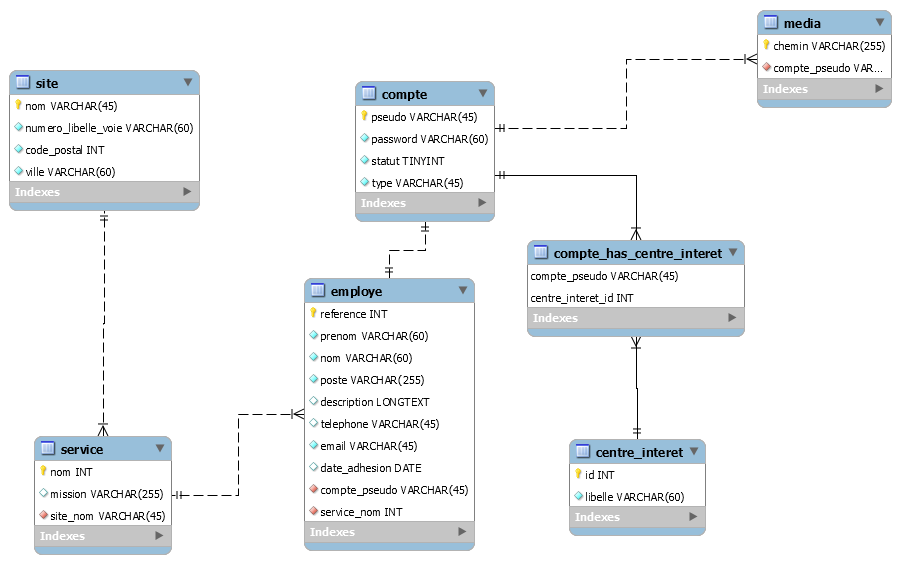 media
chemin VARCHAR(255)
compte_pseudo VAR...
Indexes
site
nom VARCHAR(45)
numero_libelle_voie VARCHAR(60)
code_postal INT
ville VARCHAR(60)
Indexes
compte
pseudo VARCHAR(45)
password VARCHAR(60)
statut TINYINT
type VARCHAR(45)
Indexes
compte_has_centre_interet
compte_pseudo VARCHAR(45)
centre_interet_id INT
Indexes
employe
reference INT
prenom VARCHAR(60)
nom VARCHAR(60)
poste VARCHAR(255)
description LONGTEXT
telephone VARCHAR(45)
email VARCHAR(45)
date_adhesion DATE
compte_pseudo VARCHAR(45)
service_nom INT
Indexes
service
nom INT
mission VARCHAR(255)
site_nom VARCHAR(45)
Indexes
centre_interet
id INT
libelle VARCHAR(60)
Indexes